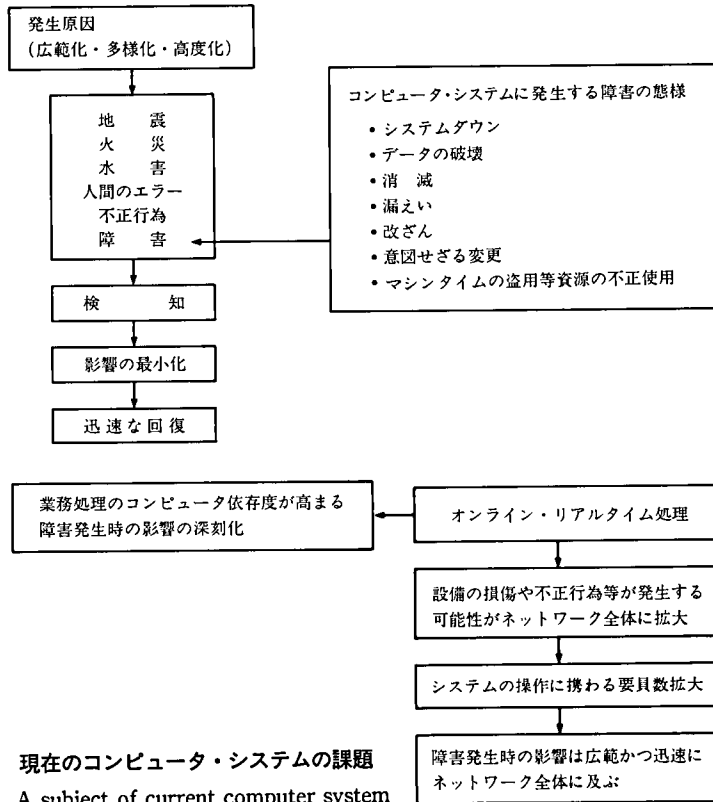 発生原因
(広範化・多様化・高度化)
地　震
火　災
水　害
人間のエラー
不正行為
障　害
検　知
影響の最小化
迅速な回復
コンピュータ・システムに発生する障害の態様
• システムダウン
• データの破壊
• 消　滅
• 漏えい
• 改ざん
• 意図せざる変更
• マシンタイムの盗用等資源の不正使用
業務処理のコンピュータ依存度が高まる
障害発生時の影響の深刻化
オンライン・リアルタイム処理
設備の損傷や不正行為等が発生する
可能性がネットワーク全体に拡大
システムの操作に携わる要員数拡大
障害発生時の影響は広範かつ迅速に
ネットワーク全体に及ぶ
現在のコンピュータ・システムの課題
A subject of current computer system